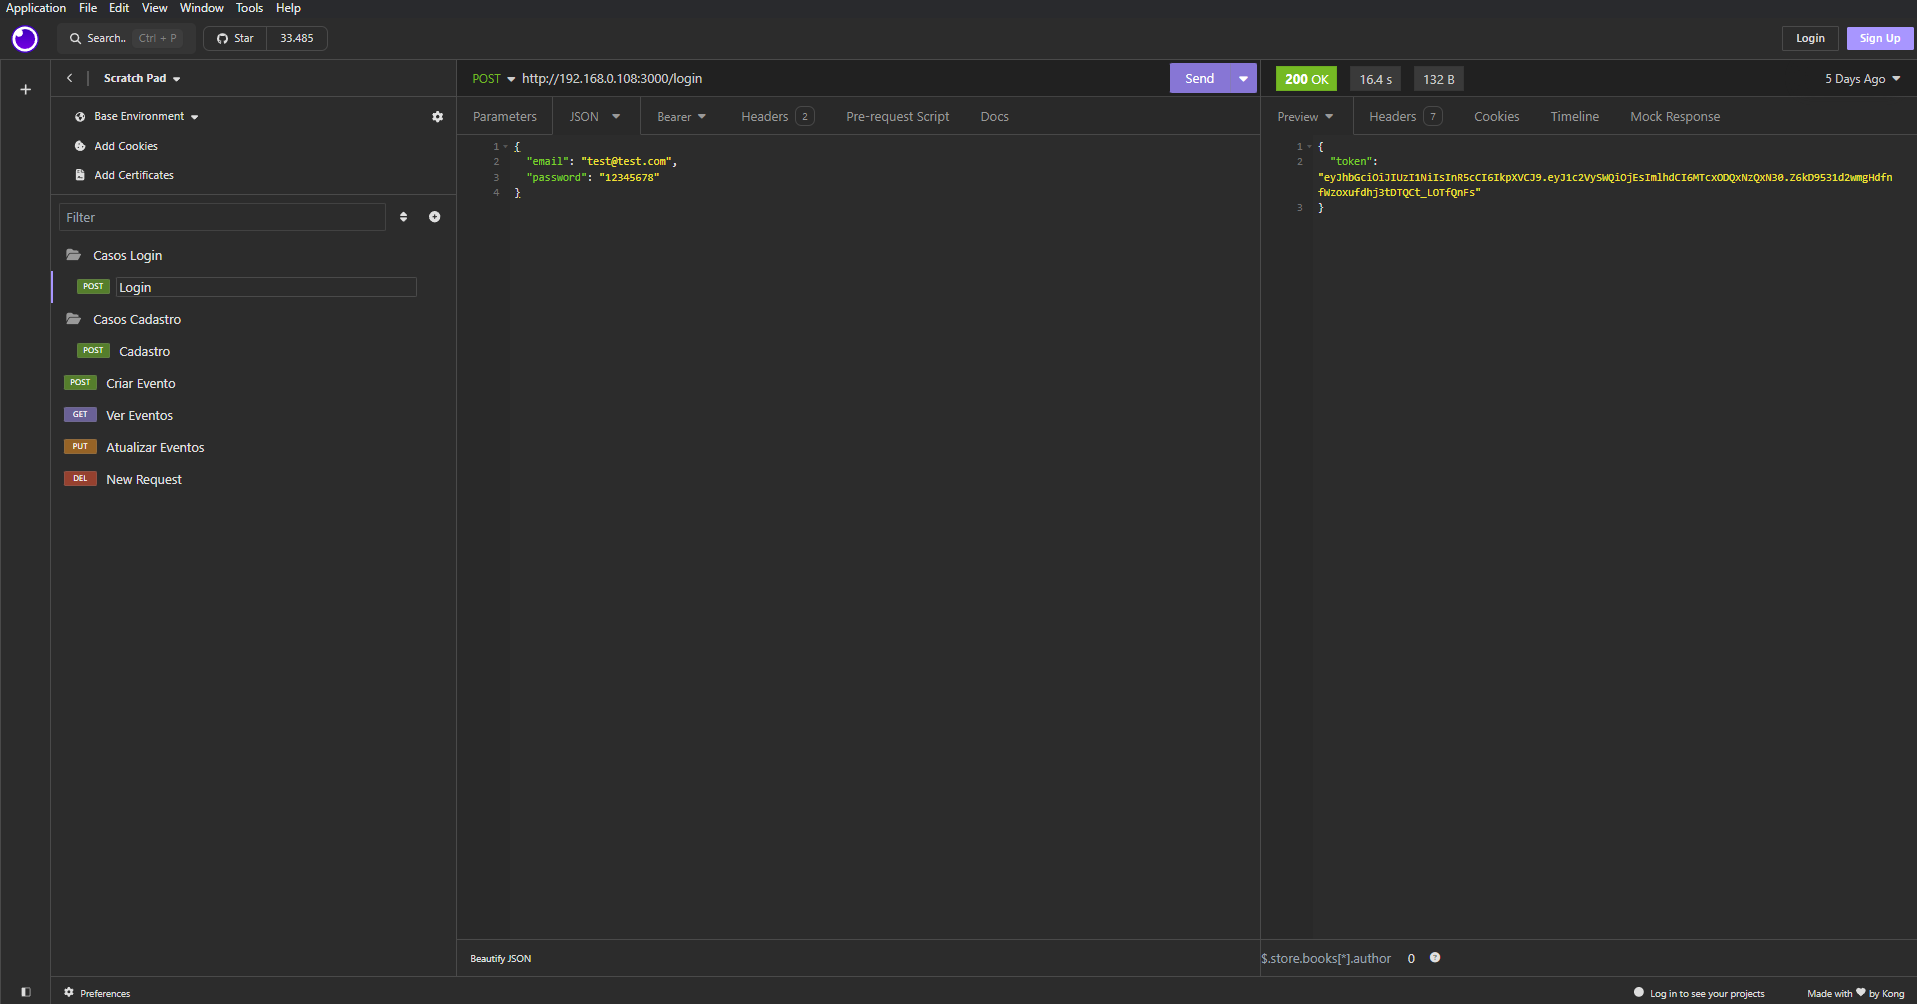 Application File Edit View Window Tools Help
Search.. Ctrl + P Star 33.485 Login Sign Up
Scratch Pad
Base Environment
Add Cookies
Add Certificates
Filter
Casos Login
POST Login
Casos Cadastro
POST Cadastro
POST Criar Evento
GET Ver Eventos
PUT Atualizar Eventos
DEL New Request
POST http://192.168.0.108:3000/login Send
Parameters JSON Bearer Headers 2 Pre-request Script Docs
1 {
2 "email": "test@test.com",
3 "password": "12345678"
4 }
Beautify JSON
200 OK 16.4 s 132 B 5 Days Ago
Preview Headers 7 Cookies Timeline Mock Response
1 {
2 "token":
"eyJhbGciOiJIUzI1NiIsInR5cCI6IkpXVCJ9.eyJ1c2VySWQiOjEsImlhdCI6MTcxODQxNzQxN30.Z6kD9531d2wmgHdfn
fWzoxufdhj3tDTQCt_LOTfQnFs"
3 }
$.store.books[*].author 0
Preferences Log in to see your projects Made with ♥ by Kong